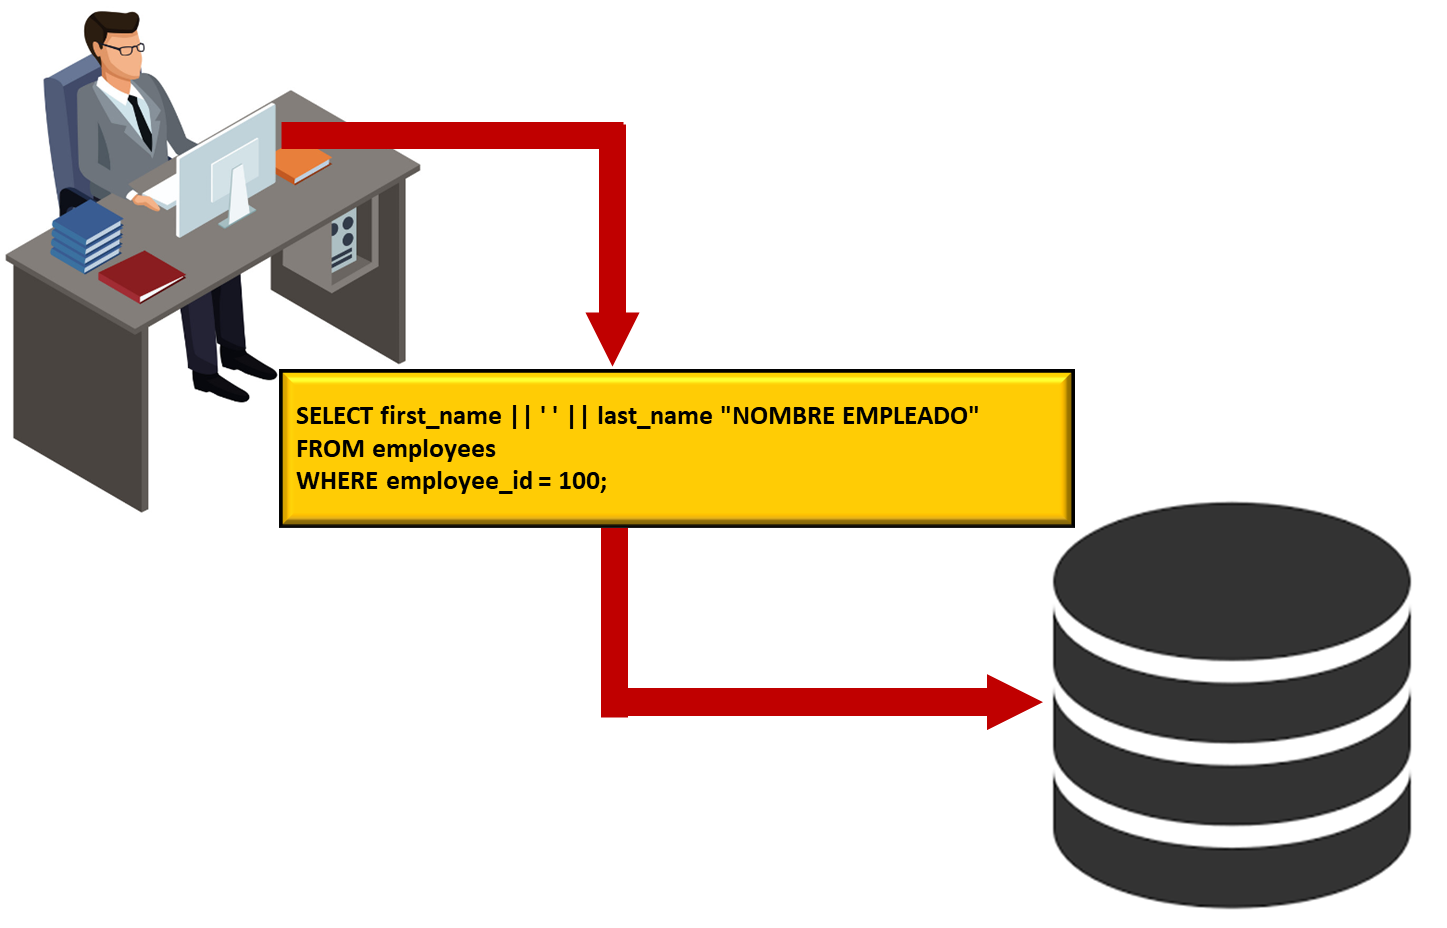 SELECT first_name || ' ' || last_name "NOMBRE EMPLEADO"
FROM employees
WHERE employee_id = 100;